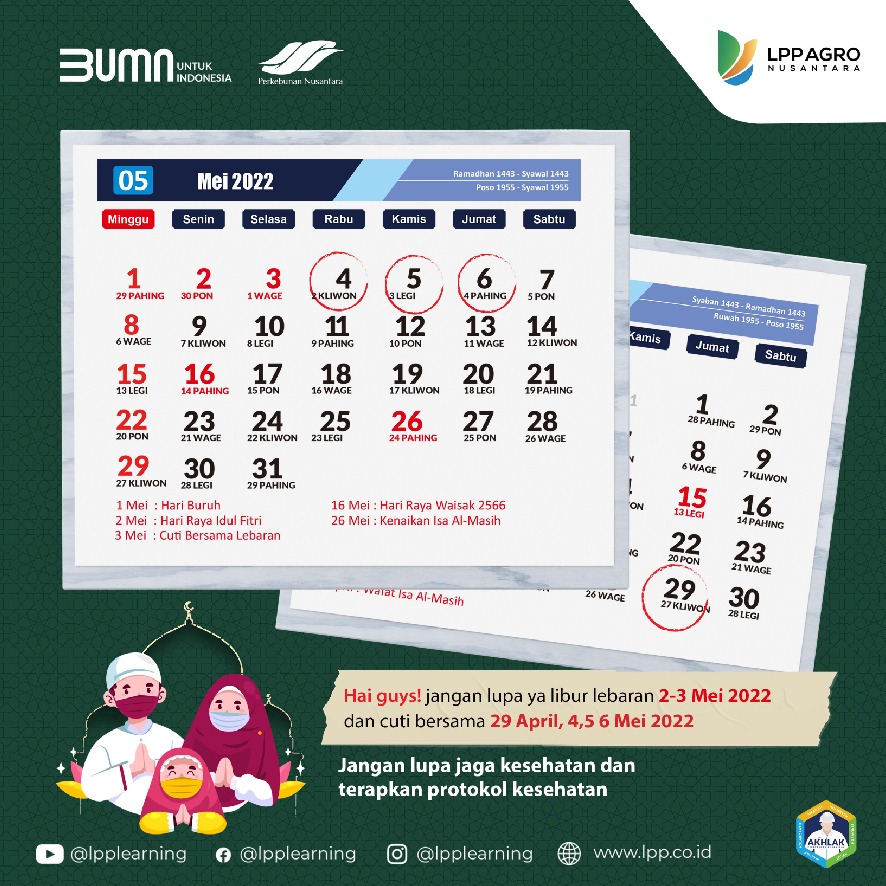 BUMN UNTUK INDONESIA
Perkebunan Nusantara
LPP AGRO
NUSANTARA
05 Mei 2022
Ramadhan 1443 - Syawal 1443
Poso 1955 - Syawal 1955
Minggu Senin Selasa Rabu Kamis Jumat Sabtu
1 2 3 4 5 6 7
29 PAHING 30 PON 1 WAGE 2 KLIWON 3 LEGI 4 PAHING 5 PON
8 9 10 11 12 13 14
6 WAGE 7 KLIWON 8 LEGI 9 PAHING 10 PON 11 WAGE 12 KLIWON
15 16 17 18 19 20 21
13 LEGI 14 PAHING 15 PON 16 WAGE 17 KLIWON 18 LEGI 19 PAHING
22 23 24 25 26 27 28
20 PON 21 WAGE 22 KLIWON 23 LEGI 24 PAHING 25 PON 26 WAGE
29 30 31
27 KLIWON 28 LEGI 29 PAHING
1 Mei : Hari Buruh
2 Mei : Hari Raya Idul Fitri
3 Mei : Cuti Bersama Lebaran
16 Mei : Hari Raya Waisak 2566
26 Mei : Kenaikan Isa Al-Masih
Syaban 1443 - Ramadhan 1443
Ruwah 1955 - Poso 1955
Kamis Jumat Sabtu
1 2
28 PAHING 29 PON
8 9
6 WAGE 7 KLIWON
15 16
13 LEGI 14 PAHING
22 23
20 PON 21 WAGE
29 30
26 WAGE 27 KLIWON 28 LEGI
: Wafat Isa Al-Masih
Hai guys! jangan lupa ya libur lebaran 2-3 Mei 2022
dan cuti bersama 29 April, 4,5 6 Mei 2022
Jangan lupa jaga kesehatan dan
terapkan protokol kesehatan
@lpplearning @lpplearning @lpplearning www.lpp.co.id
AKHLAK